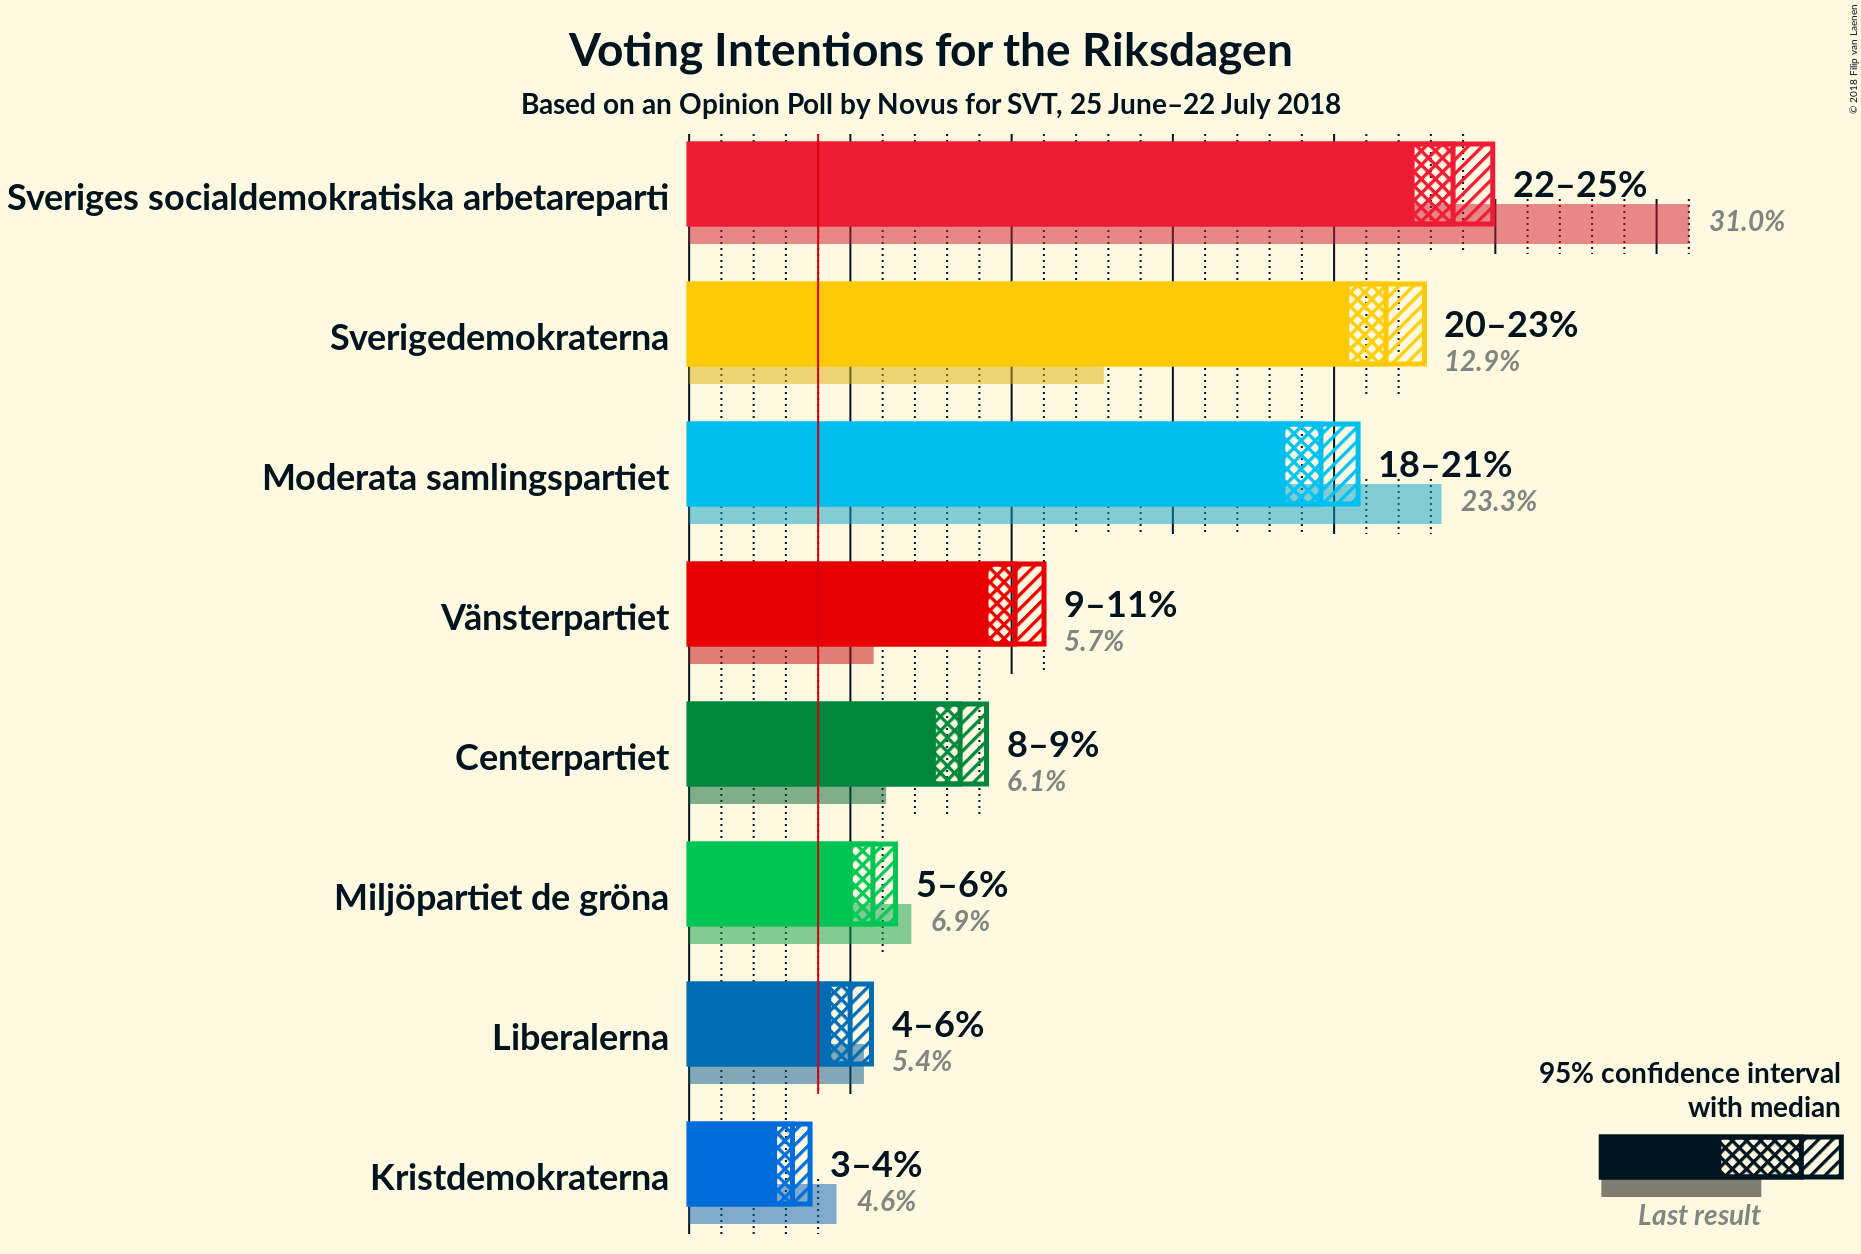 Voting Intentions for the Riksdagen
Based on an Opinion Poll by Novus for SVT, 25 June–22 July 2018
© 2018 Filip van Laenen
Sveriges socialdemokratiska arbetareparti
22–25%
31.0%
Sverigedemokraterna
20–23%
12.9%
Moderata samlingspartiet
18–21%
23.3%
Vänsterpartiet
9–11%
5.7%
Centerpartiet
8–9%
6.1%
Miljöpartiet de gröna
5–6%
6.9%
Liberalerna
4–6%
5.4%
Kristdemokraterna
3–4%
4.6%
95% confidence interval
with median
Last result